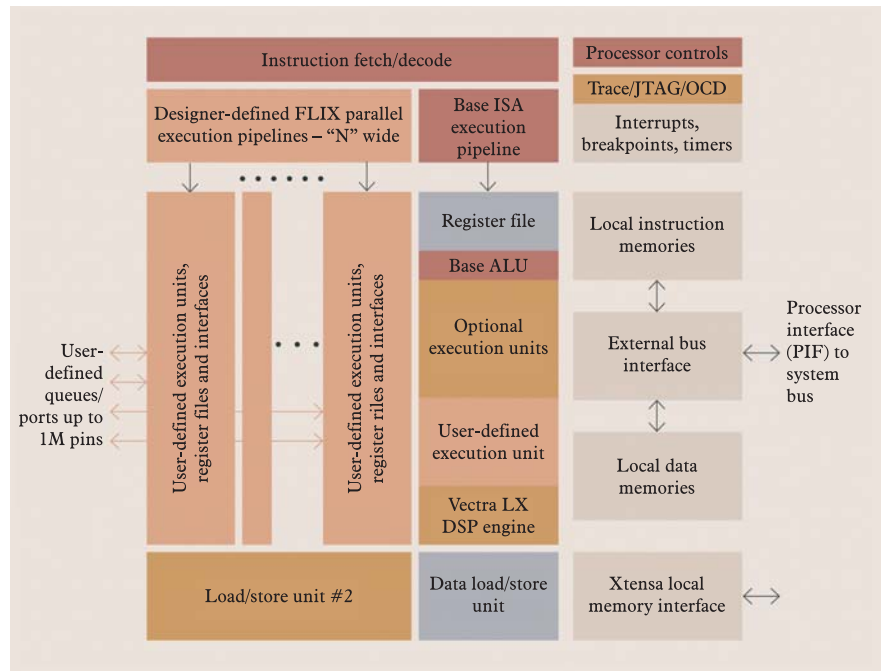 Instruction fetch/decode
Processor controls
Designer-defined FLIX parallel
execution pipelines – “N” wide
Base ISA
execution
pipeline
Trace/JTAG/OCD
Interrupts,
breakpoints, timers
User-defined execution units,
register files and interfaces
User-defined execution units,
register riles and interfaces
Register file
Base ALU
Optional
execution units
User-defined
execution unit
Vectra LX
DSP engine
Local instruction
memories
External bus
interface
Local data
memories
Processor
interface
(PIF) to
system
bus
User-
defined
queues/
ports up to
1M pins
Load/store unit #2
Data load/store
unit
Xtensa local
memory interface